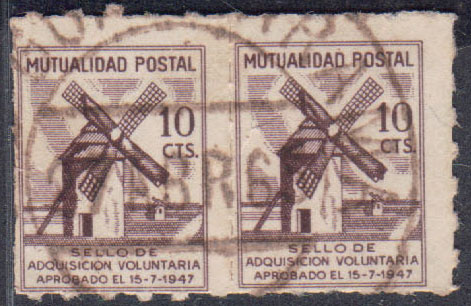 MUTUALIDAD POSTAL
10
CTS.
SELLO DE
ADQUISICION VOLUNTARIA
APROBADO EL 15-7-1947
MUTUALIDAD POSTAL
10
CTS.
SELLO DE
ADQUISICION VOLUNTARIA
APROBADO EL 15-7-1947